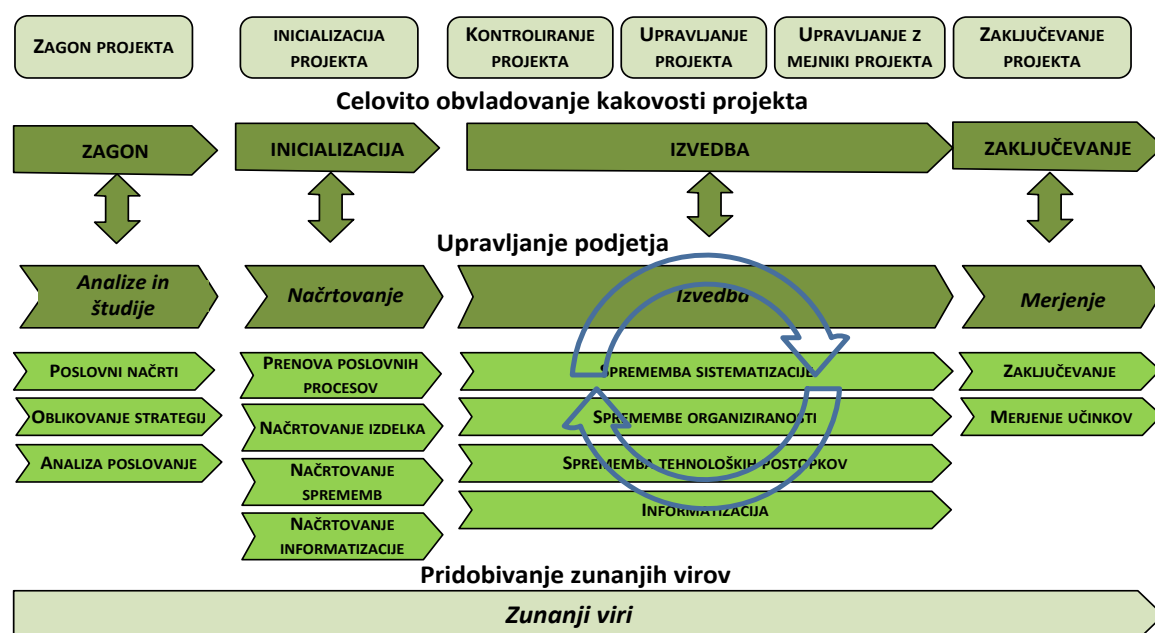 ZAGON PROJEKTA
INICIALIZACIJA
PROJEKTA
KONTROLIRANJE
PROJEKTA
UPRAVLJANJE
PROJEKTA
UPRAVLJANJE Z
MEJNIKI PROJEKTA
ZAKLJUČEVANJE
PROJEKTA
Celovito obvladovanje kakovosti projekta
ZAGON
INICIALIZACIJA
IZVEDBA
ZAKLJUČEVANJE
Upravljanje podjetja
Analize in
študije
Načrtovanje
Izvedba
Merjenje
POSLOVNI NAČRTI
OBLIKOVANJE STRATEGIJ
ANALIZA POSLOVANJE
PRENOVA POSLOVNIH
PROCESOV
NAČRTOVANJE IZDELKA
NAČRTOVANJE
SPREMEMB
NAČRTOVANJE
INFORMATIZACIJE
SPREMEMBA SISTEMATIZACIJE
SPREMEMBE ORGANIZIRANOSTI
SPREMEMBA TEHNOLOŠKIH POSTOPKOV
INFORMATIZACIJA
ZAKLJUČEVANJE
MERJENJE UČINKOV
Pridobivanje zunanjih virov
Zunanji viri